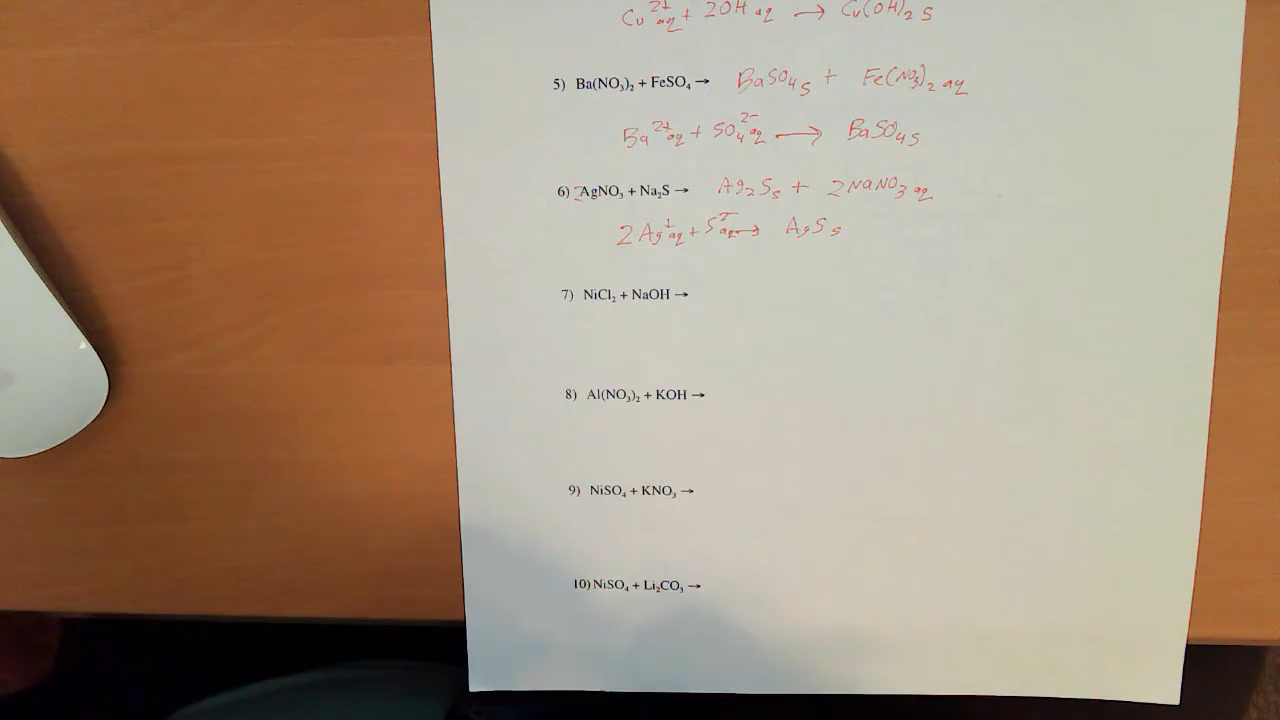 Cu²⁺aq + 2OH aq → Cu(OH)₂ s
5) Ba(NO₃)₂ + FeSO₄ → BaSO₄ s + Fe(NO₃)₂ aq
Ba²⁺aq + SO₄²⁻aq → BaSO₄ s
6) 2AgNO₃ + Na₂S → Ag₂S s + 2NaNO₃ aq
2Ag⁺aq + S²⁻aq → AgS s
7) NiCl₂ + NaOH →
8) Al(NO₃)₂ + KOH →
9) NiSO₄ + KNO₃ →
10) NiSO₄ + Li₂CO₃ →